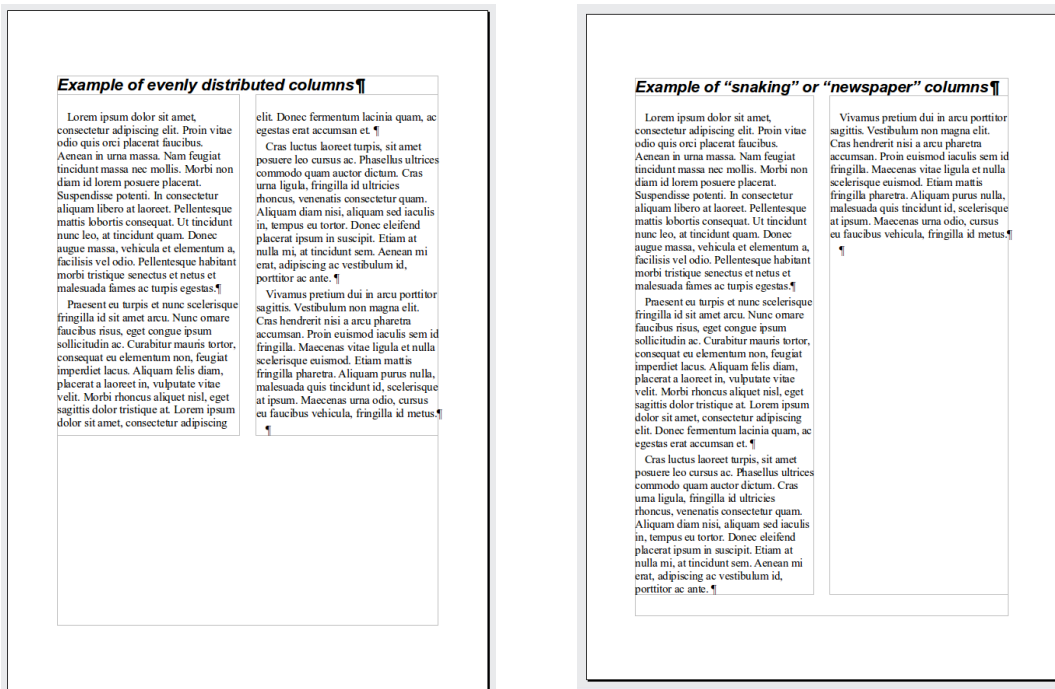 Example of evenly distributed columns¶
Lorem ipsum dolor sit amet,
consectetur adipiscing elit. Proin vitae
odio quis orci placerat faucibus.
Aenean in urna massa. Nam feugiat
tincidunt massa nec mollis. Morbi non
diam id lorem posuere placerat.
Suspendisse potenti. In consectetur
aliquam libero at laoreet. Pellentesque
mattis lobortis consequat. Ut tincidunt
nunc leo, at tincidunt quam. Donec
augue massa, vehicula et elementum a,
facilisis vel odio. Pellentesque habitant
morbi tristique senectus et netus et
malesuada fames ac turpis egestas.¶
Praesent eu turpis et nunc scelerisque
fringilla id sit amet arcu. Nunc ornare
faucibus risus, eget congue ipsum
sollicitudin ac. Curabitur mauris tortor,
consequat eu elementum non, feugiat
imperdiet lacus. Aliquam felis diam,
placerat a laoreet in, vulputate vitae
velit. Morbi rhoncus aliquet nisl, eget
sagittis dolor tristique at. Lorem ipsum
dolor sit amet, consectetur adipiscing
elit. Donec fermentum lacinia quam, ac
egestas erat accumsan et. ¶
Cras luctus laoreet turpis, sit amet
posuere leo cursus ac. Phasellus ultrices
commodo quam auctor dictum. Cras
urna ligula, fringilla id ultricies
rhoncus, venenatis consectetur quam.
Aliquam diam nisi, aliquam sed iaculis
in, tempus eu tortor. Donec eleifend
placerat ipsum in suscipit. Etiam at
nulla mi, at tincidunt sem. Aenean mi
erat, adipiscing ac vestibulum id,
porttitor ac ante. ¶
Vivamus pretium dui in arcu porttitor
sagittis. Vestibulum non magna elit.
Cras hendrerit nisi a arcu pharetra
accumsan. Proin euismod iaculis sem id
fringilla. Maecenas vitae ligula et nulla
scelerisque euismod. Etiam mattis
fringilla pharetra. Aliquam purus nulla,
malesuada quis tincidunt id, scelerisque
at ipsum. Maecenas urna odio, cursus
eu faucibus vehicula, fringilla id metus.¶
¶
Example of “snaking” or “newspaper” columns¶
Lorem ipsum dolor sit amet,
consectetur adipiscing elit. Proin vitae
odio quis orci placerat faucibus.
Aenean in urna massa. Nam feugiat
tincidunt massa nec mollis. Morbi non
diam id lorem posuere placerat.
Suspendisse potenti. In consectetur
aliquam libero at laoreet. Pellentesque
mattis lobortis consequat. Ut tincidunt
nunc leo, at tincidunt quam. Donec
augue massa, vehicula et elementum a,
facilisis vel odio. Pellentesque habitant
morbi tristique senectus et netus et
malesuada fames ac turpis egestas.¶
Praesent eu turpis et nunc scelerisque
fringilla id sit amet arcu. Nunc ornare
faucibus risus, eget congue ipsum
sollicitudin ac. Curabitur mauris tortor,
consequat eu elementum non, feugiat
imperdiet lacus. Aliquam felis diam,
placerat a laoreet in, vulputate vitae
velit. Morbi rhoncus aliquet nisl, eget
sagittis dolor tristique at. Lorem ipsum
dolor sit amet, consectetur adipiscing
elit. Donec fermentum lacinia quam, ac
egestas erat accumsan et. ¶
Cras luctus laoreet turpis, sit amet
posuere leo cursus ac. Phasellus ultrices
commodo quam auctor dictum. Cras
urna ligula, fringilla id ultricies
rhoncus, venenatis consectetur quam.
Aliquam diam nisi, aliquam sed iaculis
in, tempus eu tortor. Donec eleifend
placerat ipsum in suscipit. Etiam at
nulla mi, at tincidunt sem. Aenean mi
erat, adipiscing ac vestibulum id,
porttitor ac ante. ¶
Vivamus pretium dui in arcu porttitor
sagittis. Vestibulum non magna elit.
Cras hendrerit nisi a arcu pharetra
accumsan. Proin euismod iaculis sem id
fringilla. Maecenas vitae ligula et nulla
scelerisque euismod. Etiam mattis
fringilla pharetra. Aliquam purus nulla,
malesuada quis tincidunt id, scelerisque
at ipsum. Maecenas urna odio, cursus
eu faucibus vehicula, fringilla id metus.¶
¶